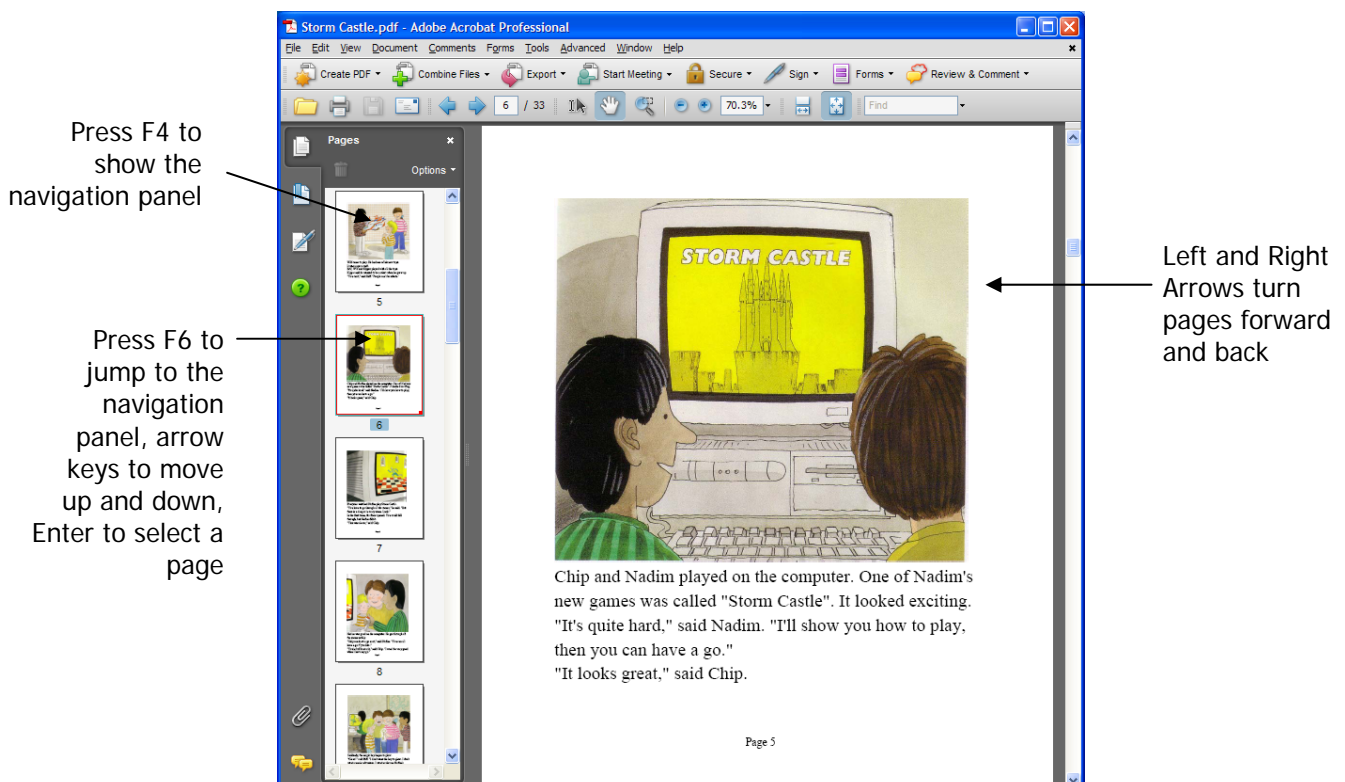 Storm Castle.pdf - Adobe Acrobat Professional
File Edit View Document Comments Forms Tools Advanced Window Help
Create PDF Combine Files Export Start Meeting Secure Sign Forms Review & Comment
6 / 33 70.3% Find
Press F4 to
show the
navigation panel
Pages
Options
5
6
7
8
Press F6 to
jump to the
navigation
panel, arrow
keys to move
up and down,
Enter to select a
page
STORM CASTLE
Chip and Nadim played on the computer. One of Nadim's
new games was called "Storm Castle". It looked exciting.
"It's quite hard," said Nadim. "I'll show you how to play,
then you can have a go."
"It looks great," said Chip.
Page 5
Left and Right
Arrows turn
pages forward
and back